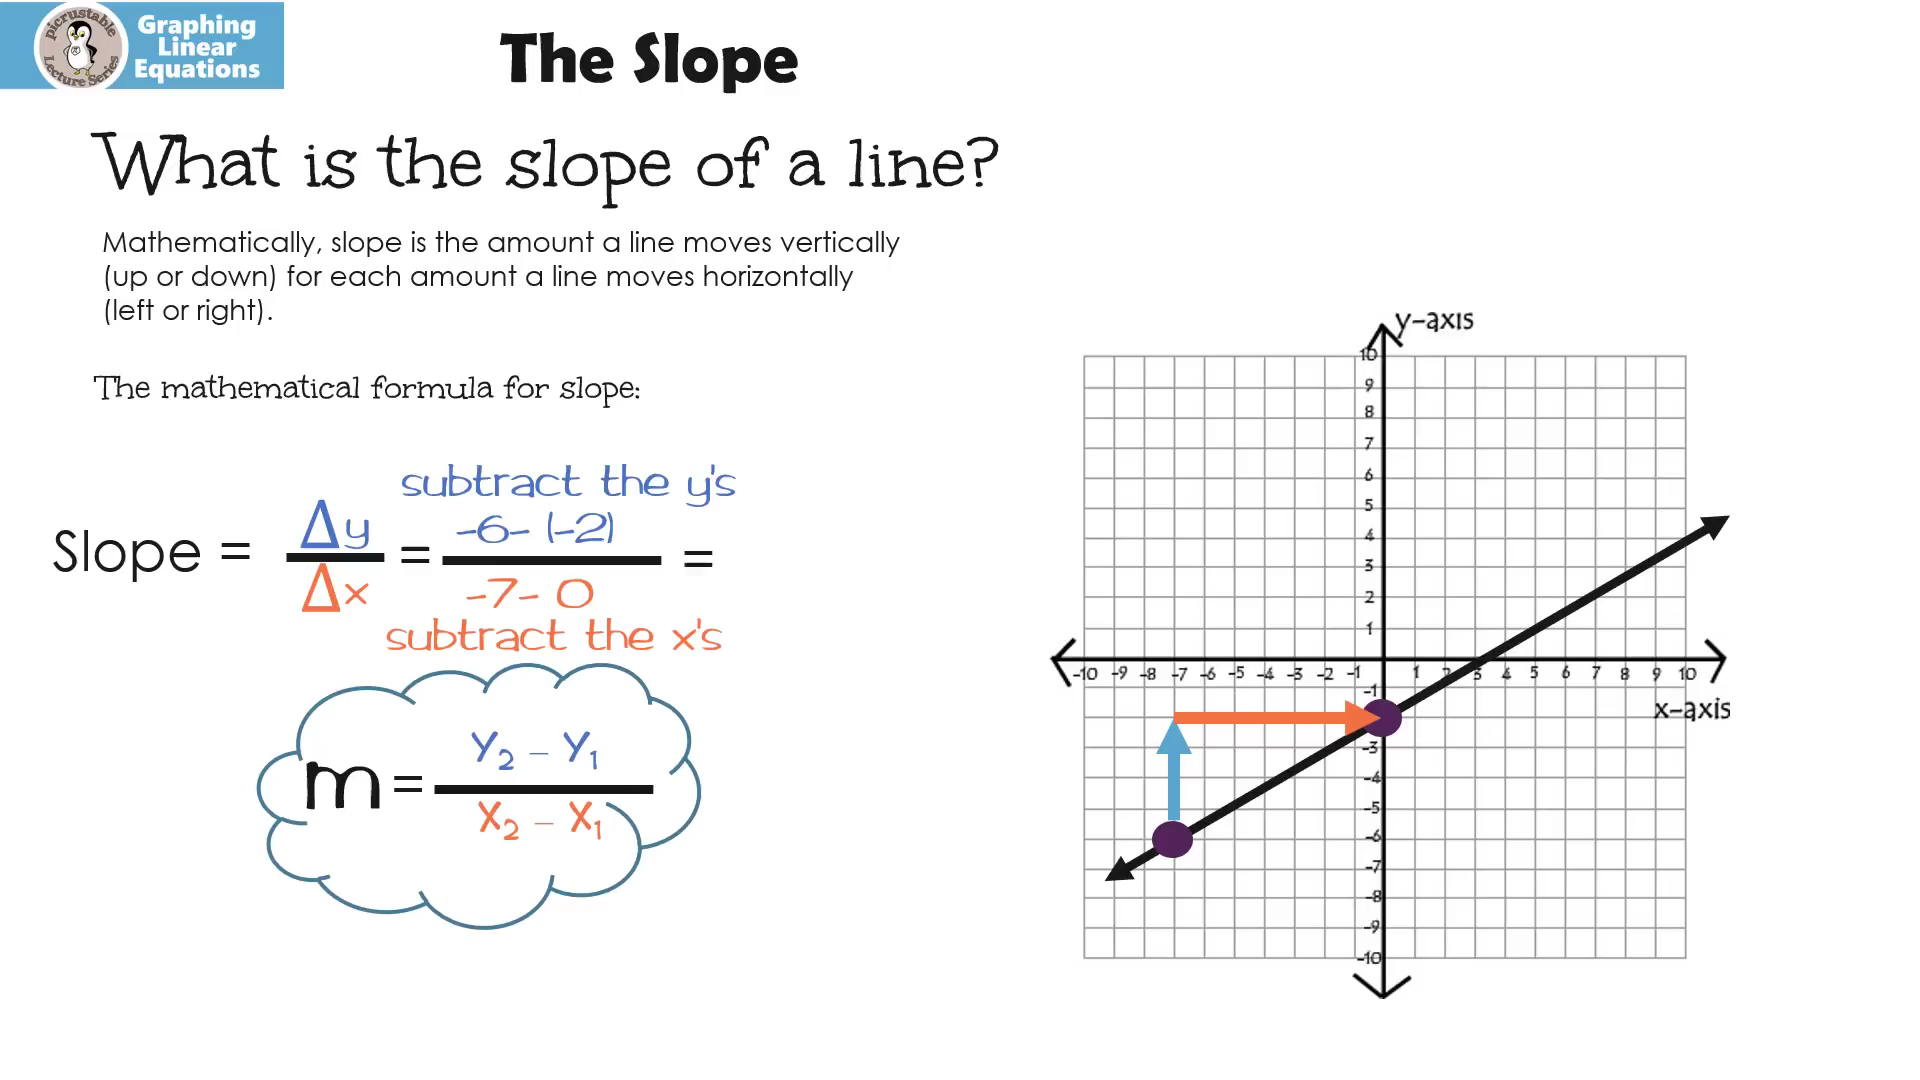 picrustable
Lecture Series
Graphing
Linear
Equations
The Slope
What is the slope of a line?
Mathematically, slope is the amount a line moves vertically
(up or down) for each amount a line moves horizontally
(left or right).
The mathematical formula for slope:
subtract the y's
Slope = Δy/Δx = -6- (-2)/-7- 0 =
subtract the x's
m = Y₂ – Y₁/X₂ – X₁
y-axis
10
9
8
7
6
5
4
3
2
1
-10 -9 -8 -7 -6 -5 -4 -3 -2 -1 1 2 3 4 5 6 7 8 9 10
-1
x-axis
-3
-4
-5
-6
-7
-8
-9
-10